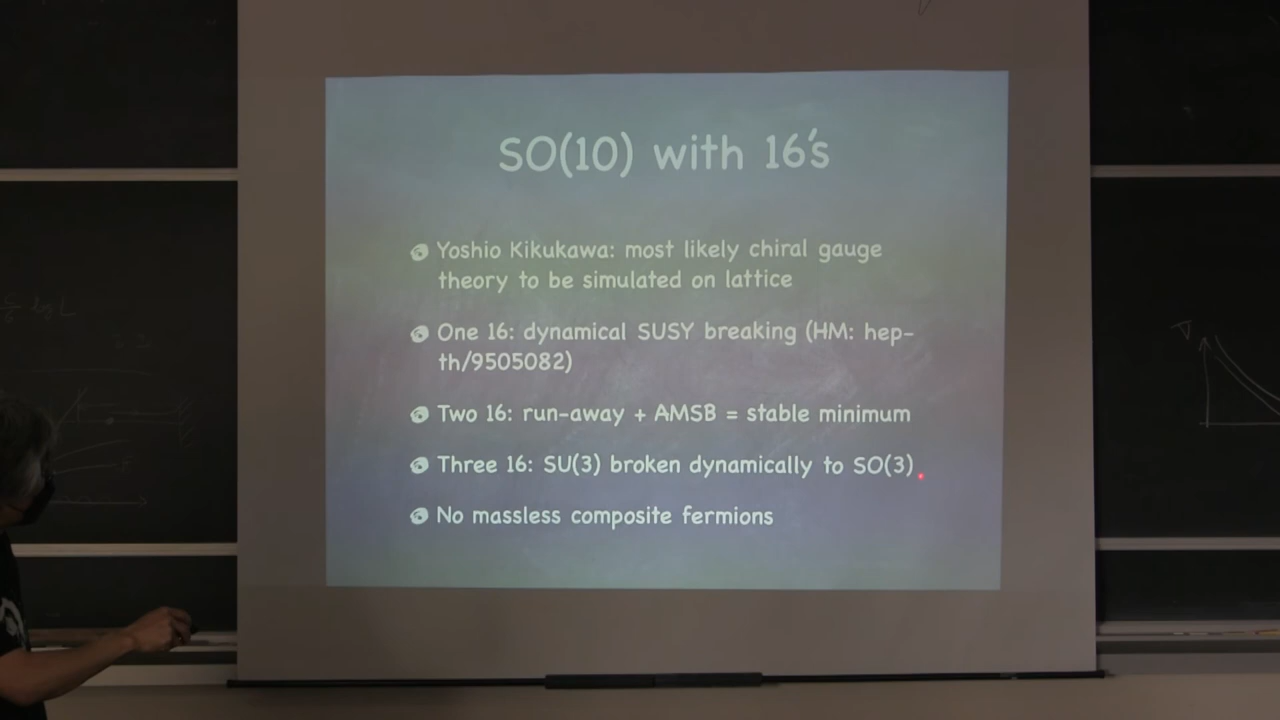 SO(10) with 16's
Yoshio Kikukawa: most likely chiral gauge
theory to be simulated on lattice
One 16: dynamical SUSY breaking (HM: hep-
th/9505082)
Two 16: run-away + AMSB = stable minimum
Three 16: SU(3) broken dynamically to SO(3)
No massless composite fermions